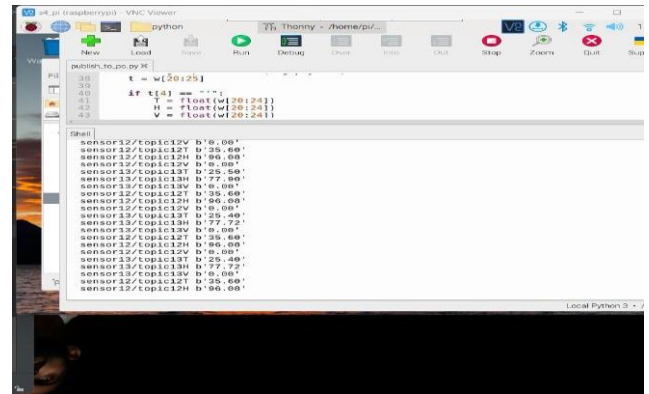 s4_pi (raspberrypi) - VNC Viewer
python
Thonny - /home/pi/...
New Load Save Run Debug Over Into Out Stop Zoom Quit
publish_to_pc.py
38 t = w[20:25]
39
40 if t[4] == "'":
41 T = float(w[20:24])
42 H = float(w[20:24])
43 V = float(w[20:24])
Shell
sensor12/topic12V b'0.00'
sensor12/topic12T b'35.60'
sensor12/topic12H b'96.08'
sensor12/topic12V b'0.00'
sensor13/topic13T b'25.50'
sensor13/topic13H b'77.90'
sensor13/topic13V b'0.00'
sensor12/topic12T b'35.60'
sensor12/topic12H b'96.08'
sensor12/topic12V b'0.00'
sensor13/topic13T b'25.40'
sensor13/topic13H b'77.72'
sensor13/topic13V b'0.00'
sensor12/topic12T b'35.60'
sensor12/topic12H b'96.08'
sensor12/topic12V b'0.00'
sensor13/topic13T b'25.40'
sensor13/topic13H b'77.72'
sensor13/topic13V b'0.00'
sensor12/topic12T b'35.60'
sensor12/topic12H b'96.08'
Local Python 3